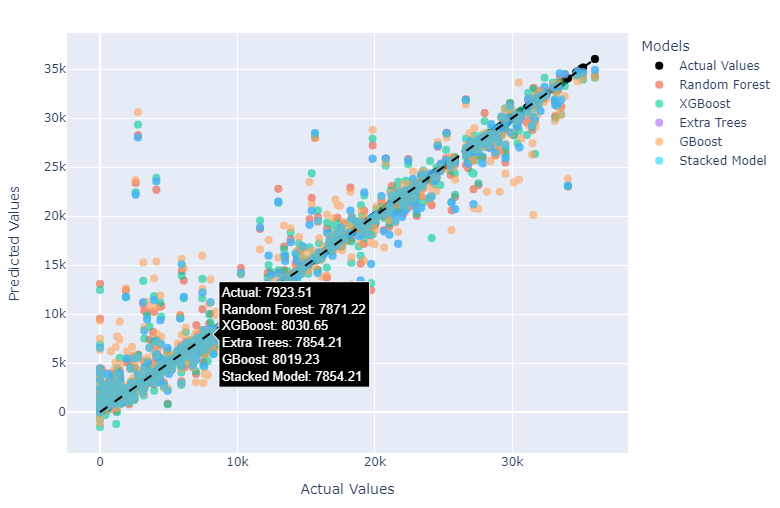 Models
Actual Values
Random Forest
XGBoost
Extra Trees
GBoost
Stacked Model
35k
30k
25k
20k
15k
10k
5k
0
Predicted Values
Actual: 7923.51
Random Forest: 7871.22
XGBoost: 8030.65
Extra Trees: 7854.21
GBoost: 8019.23
Stacked Model: 7854.21
0
10k
20k
30k
Actual Values